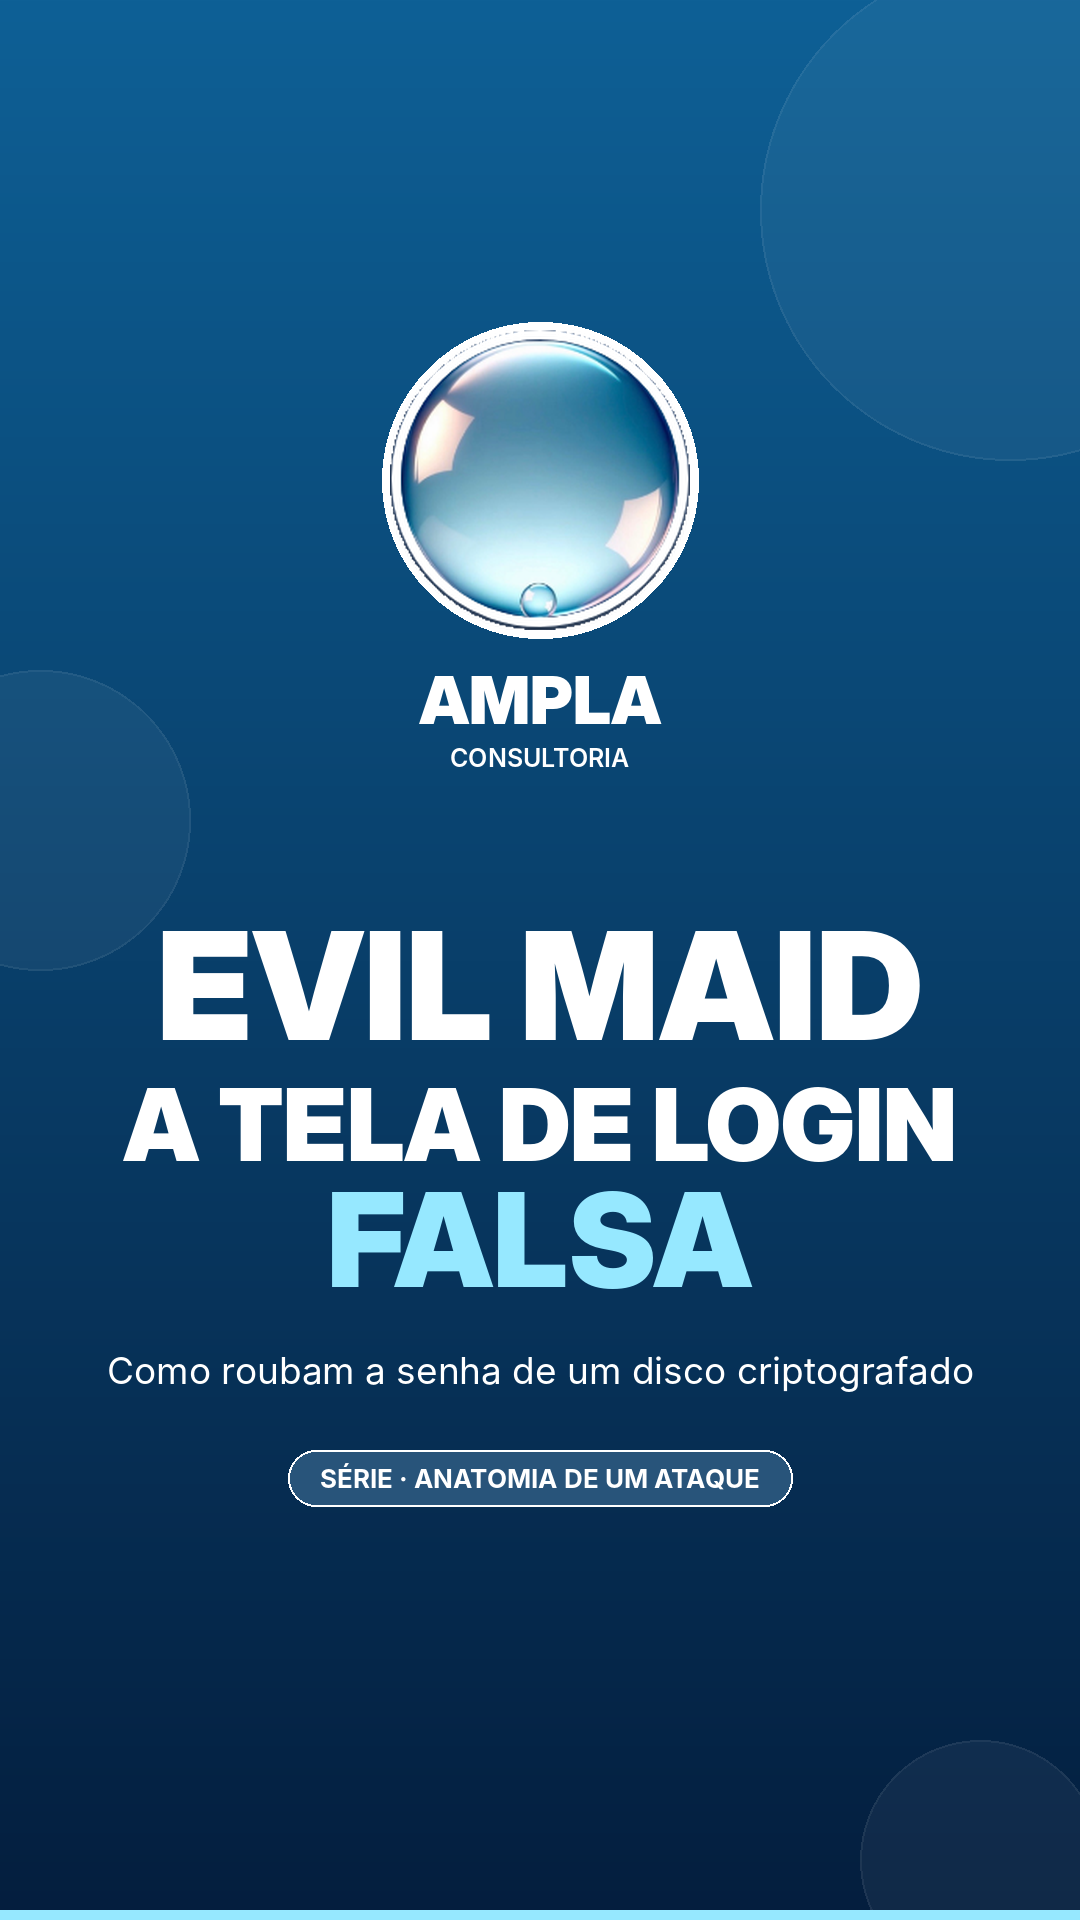 AMPLA
CONSULTORIA
EVIL MAID
A TELA DE LOGIN
FALSA
Como roubam a senha de um disco criptografado
SÉRIE · ANATOMIA DE UM ATAQUE